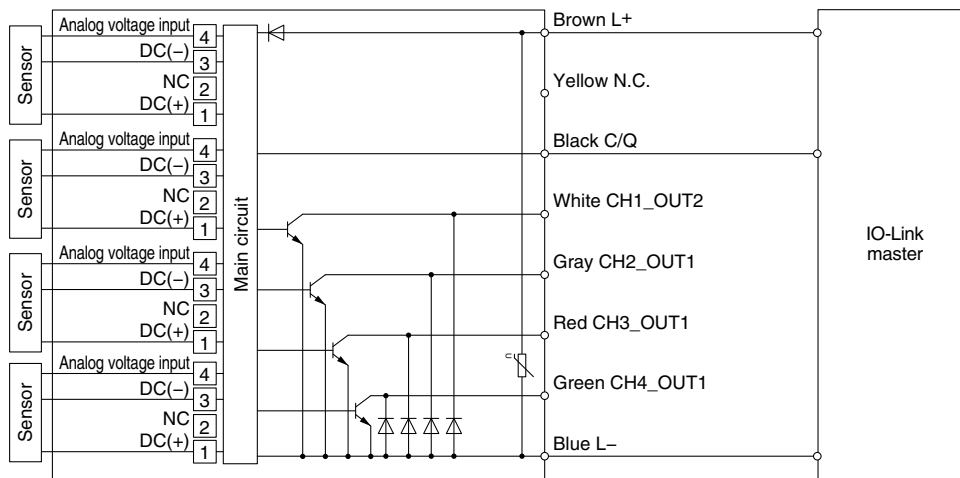 Sensor
Analog voltage input 4
DC(−) 3
NC 2
DC(+) 1
Sensor
Analog voltage input 4
DC(−) 3
NC 2
DC(+) 1
Sensor
Analog voltage input 4
DC(−) 3
NC 2
DC(+) 1
Sensor
Analog voltage input 4
DC(−) 3
NC 2
DC(+) 1
Main circuit
Brown L+
Yellow N.C.
Black C/Q
White CH1_OUT2
Gray CH2_OUT1
Red CH3_OUT1
Green CH4_OUT1
Blue L−
IO-Link
master